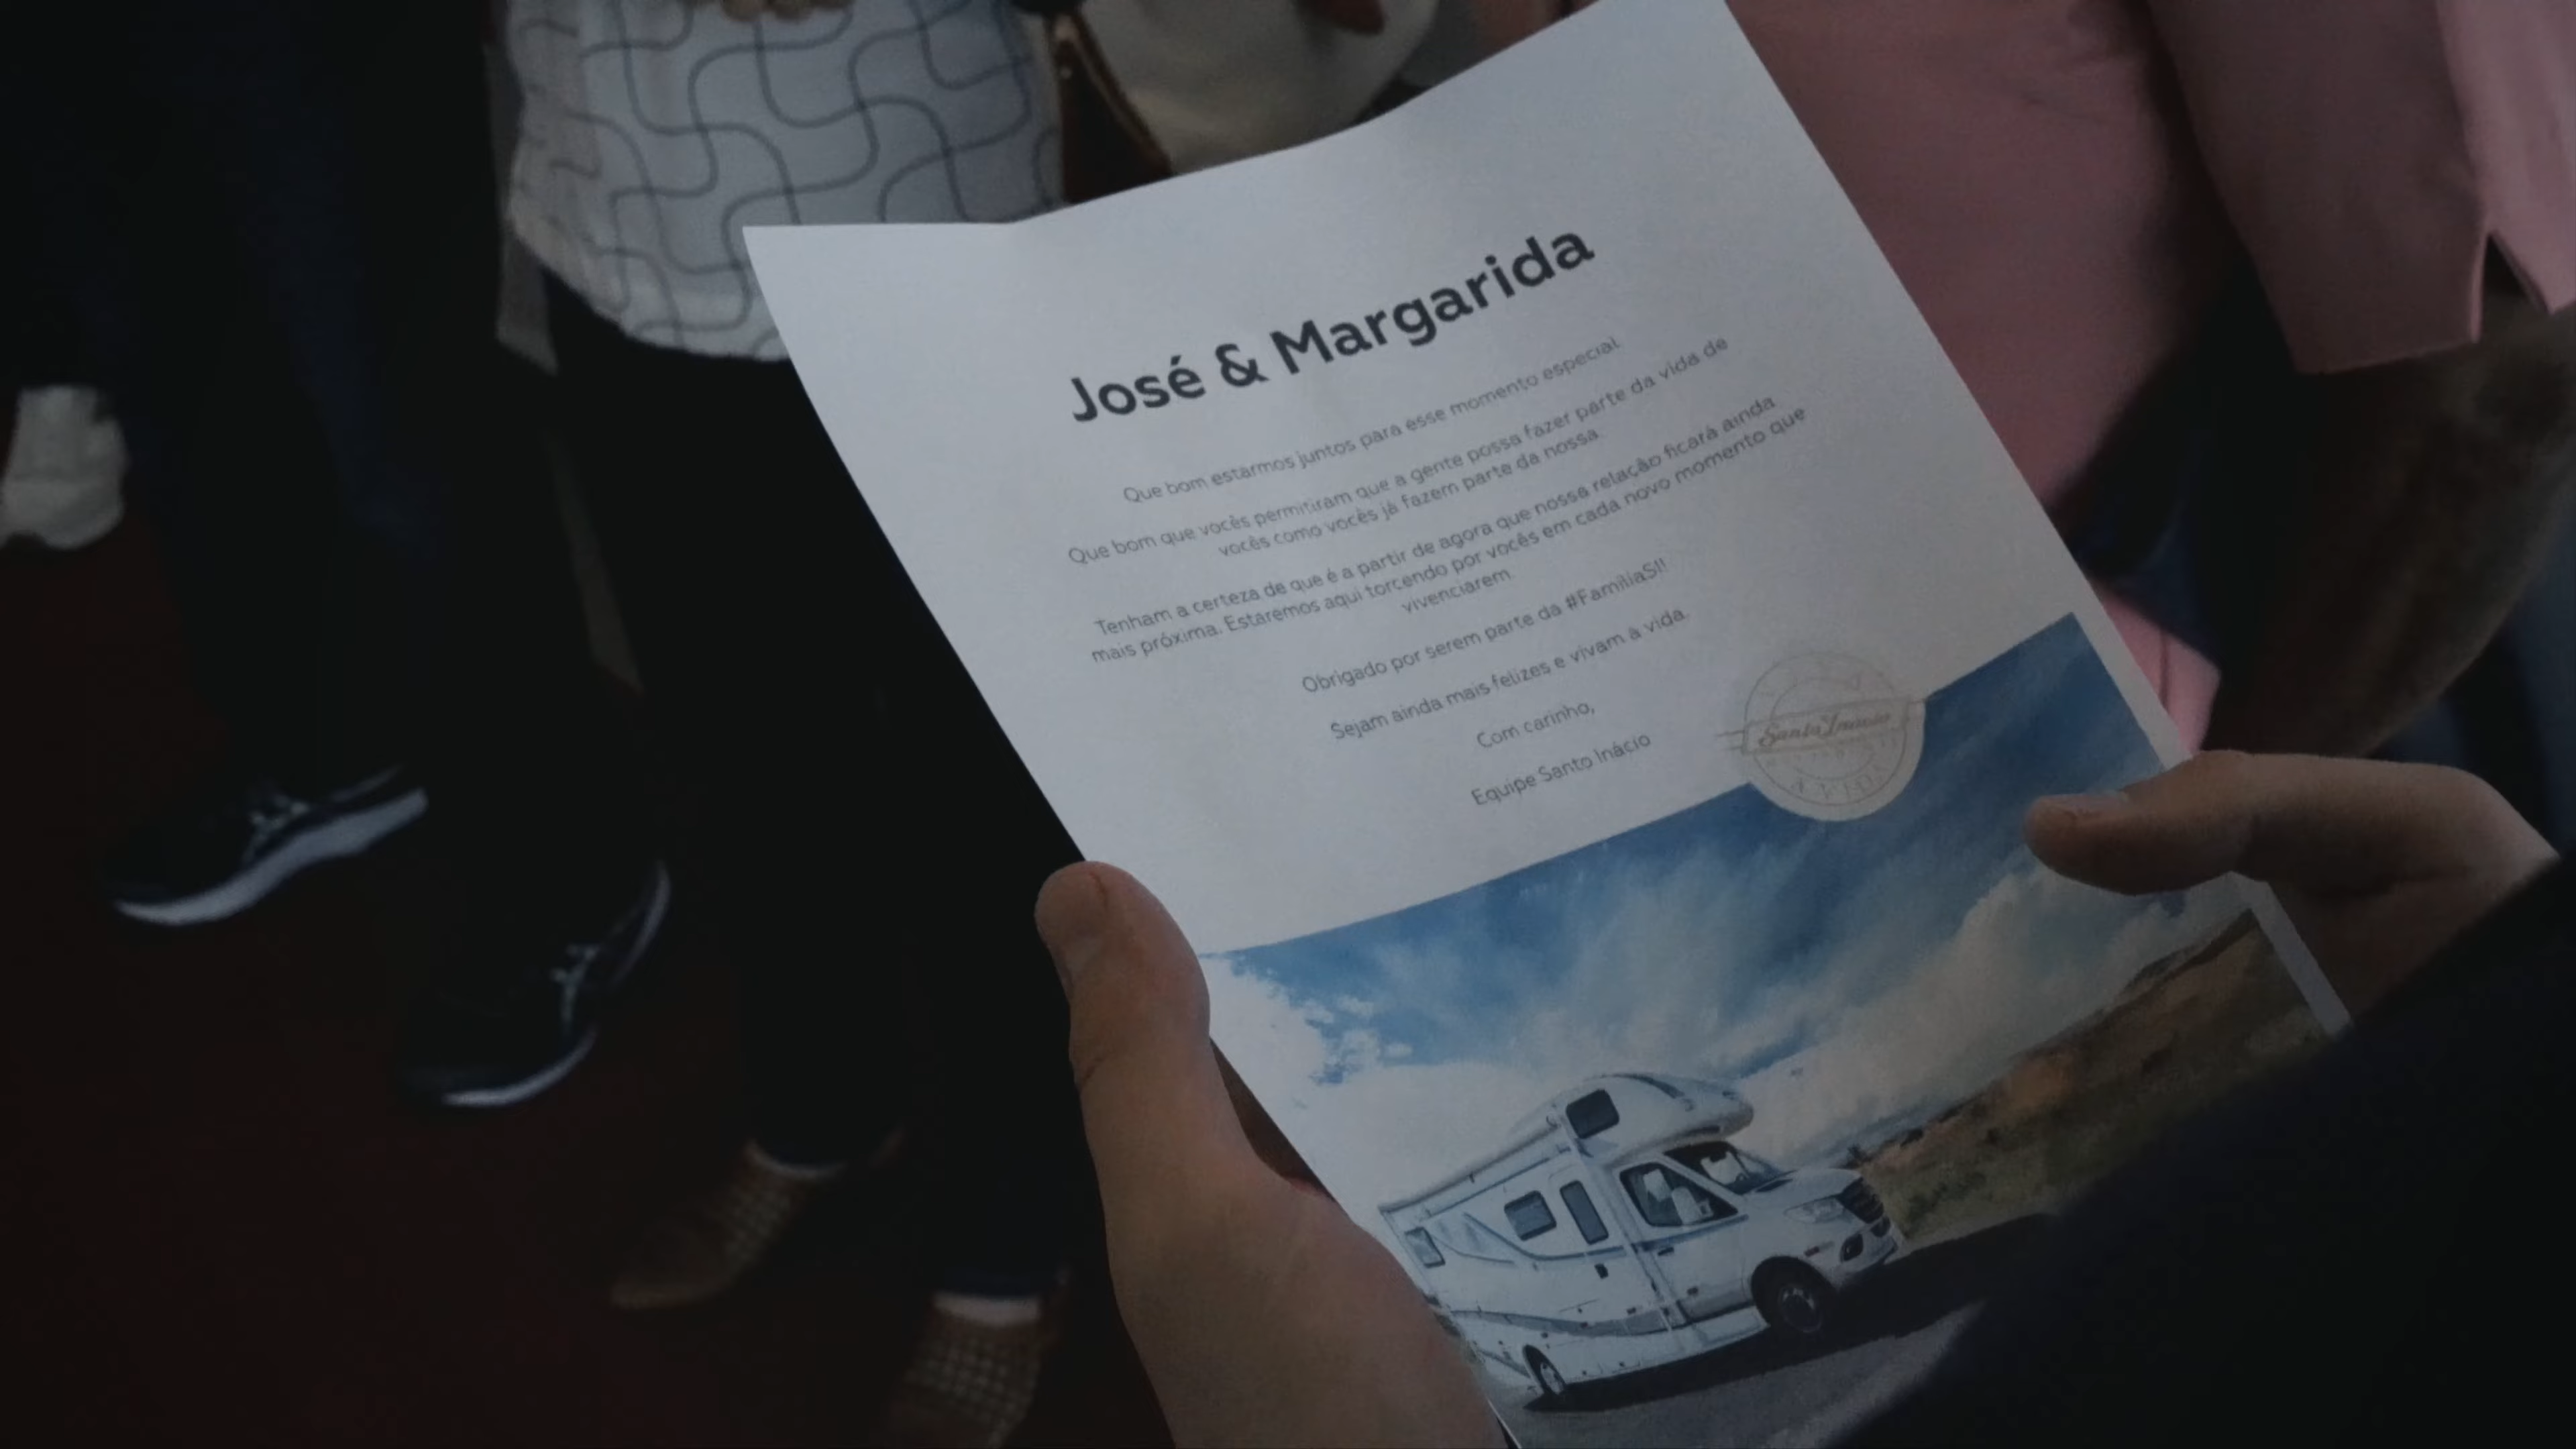 José & Margarida
Que bom estarmos juntos para esse momento especial.
Que bom que vocês permitiram que a gente possa fazer parte da vida de
vocês como vocês já fazem parte da nossa.
Tenham a certeza de que é a partir de agora que nossa relação ficará ainda
mais próxima. Estaremos aqui torcendo por vocês em cada novo momento que
vivenciarem.
Obrigado por serem parte da #FamíliaSI!
Sejam ainda mais felizes e vivam a vida.
Com carinho,
Equipe Santo Inácio
Santo Inácio
A VIDA